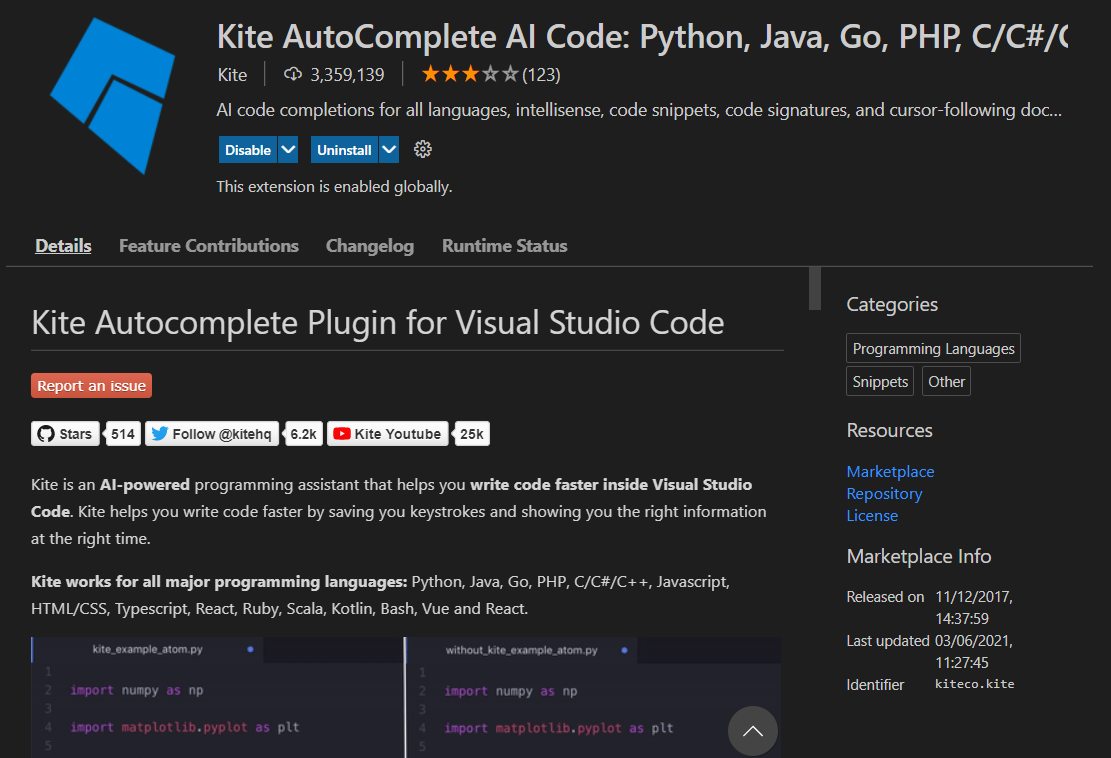 Kite AutoComplete AI Code: Python, Java, Go, PHP, C/C#/
Kite 3,359,139 (123)
AI code completions for all languages, intellisense, code snippets, code signatures, and cursor-following doc...
Disable Uninstall
This extension is enabled globally.
Details Feature Contributions Changelog Runtime Status
Kite Autocomplete Plugin for Visual Studio Code
Report an issue
Stars 514 Follow @kitehq 6.2k Kite Youtube 25k
Kite is an AI-powered programming assistant that helps you write code faster inside Visual Studio
Code. Kite helps you write code faster by saving you keystrokes and showing you the right information
at the right time.
Kite works for all major programming languages: Python, Java, Go, PHP, C/C#/C++, Javascript,
HTML/CSS, Typescript, React, Ruby, Scala, Kotlin, Bash, Vue and React.
kite_example_atom.py
1
2 import numpy as np
3
4 import matplotlib.pyplot as plt
5
without_kite_example_atom.py
1
2 import numpy as np
3
4 import matplotlib.pyplot as plt
5
Categories
Programming Languages
Snippets Other
Resources
Marketplace
Repository
License
Marketplace Info
Released on 11/12/2017,
14:37:59
Last updated 03/06/2021,
11:27:45
Identifier kiteco.kite